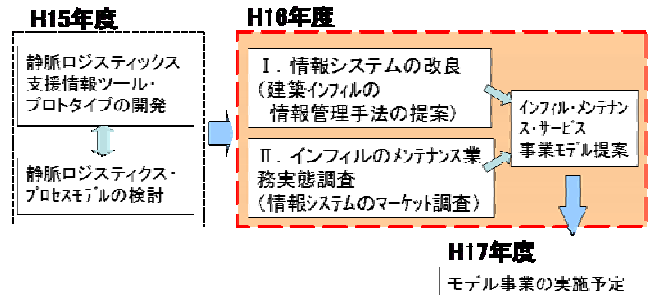 H15年度
静脈ロジスティックス
支援情報ツール・
プロトタイプの開発
静脈ロジスティクス・
プロセスモデルの検討
H16年度
Ⅰ．情報システムの改良
（建築インフィルの
情報管理手法の提案）
Ⅱ．インフィルのメンテナンス業
務実態調査
（情報システムのマーケット調査）
インフィル・メンテナン
ス・サービス
事業モデル提案
H17年度
モデル事業の実施予定